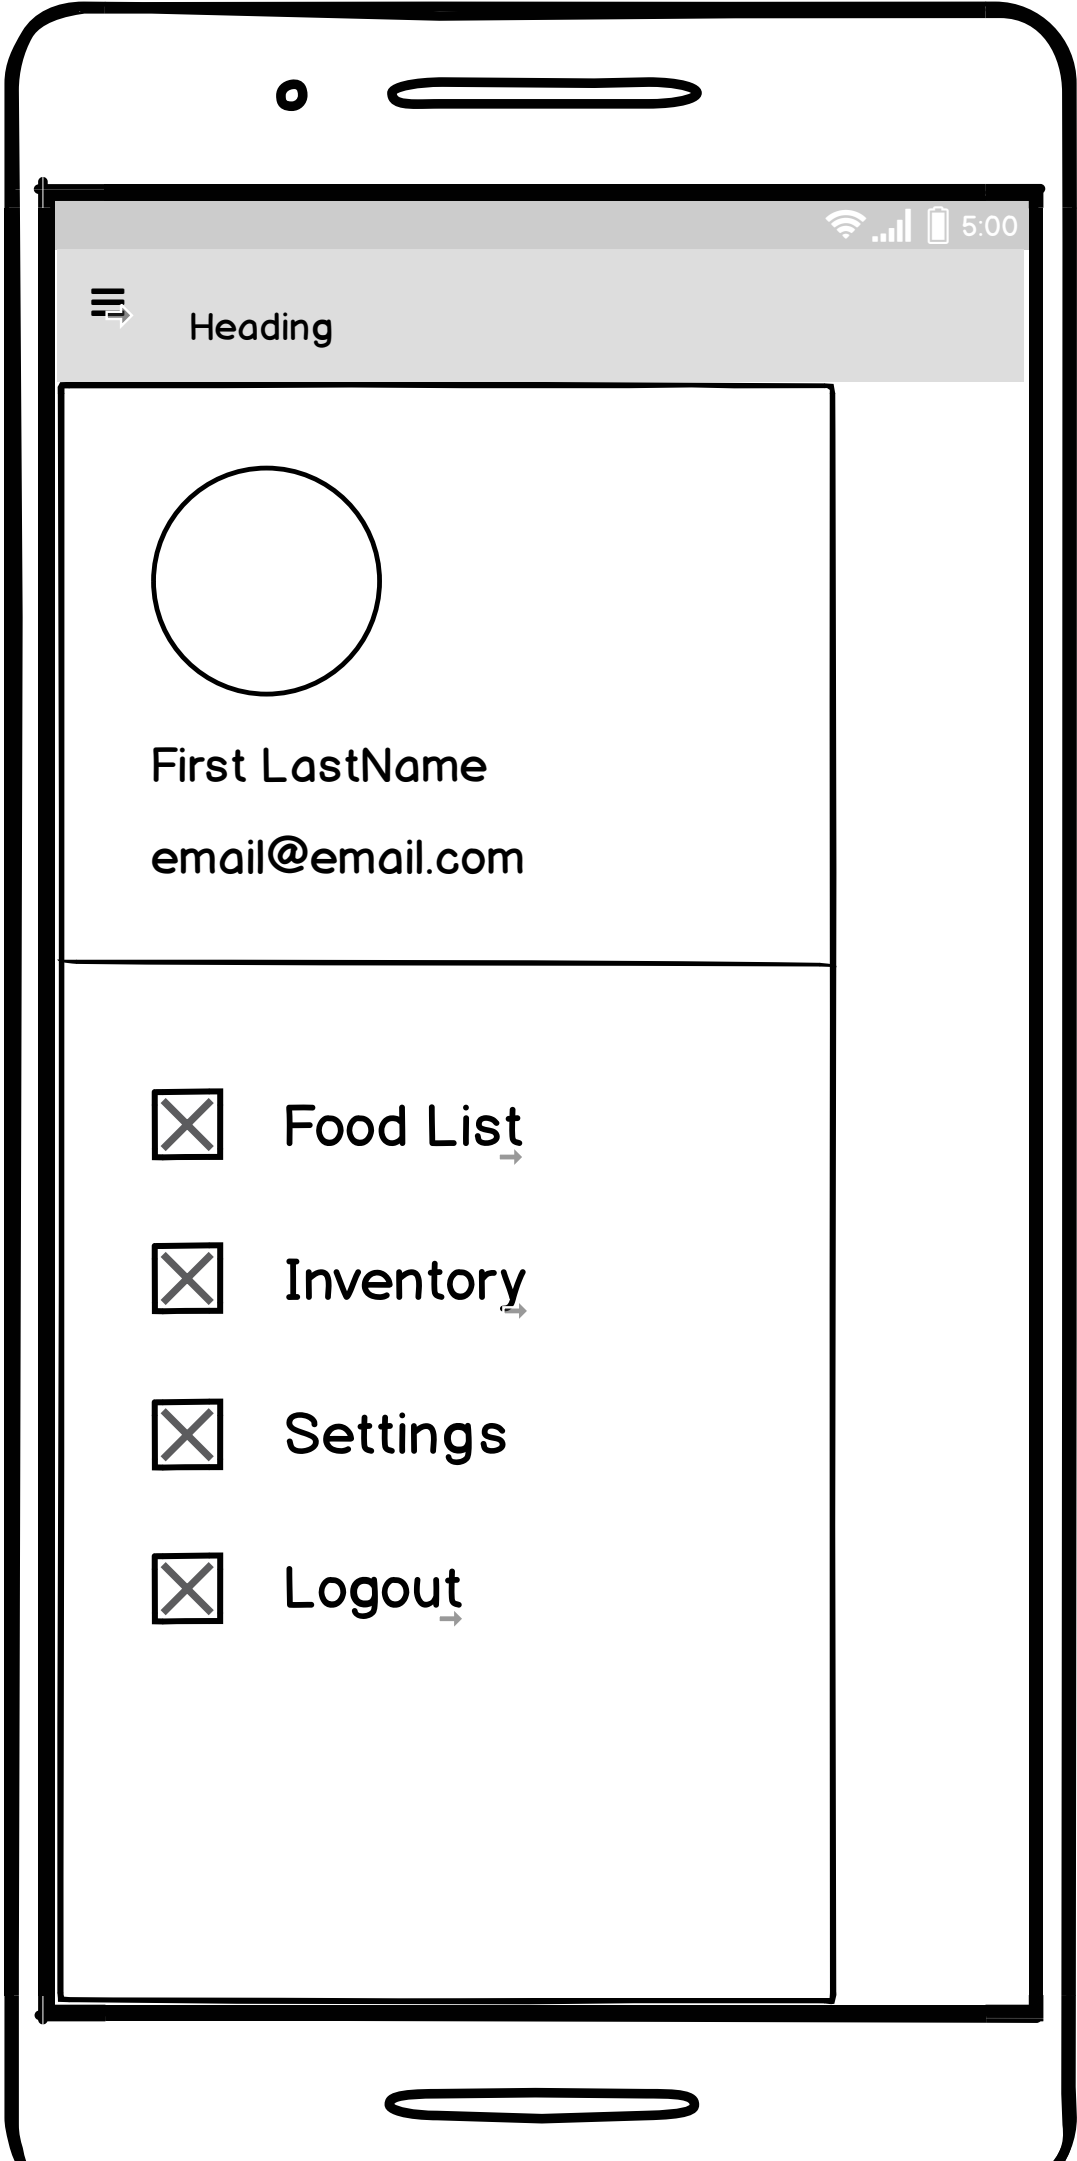 5:00
Heading
First LastName
email@email.com
Food List
Inventory
Settings
Logout